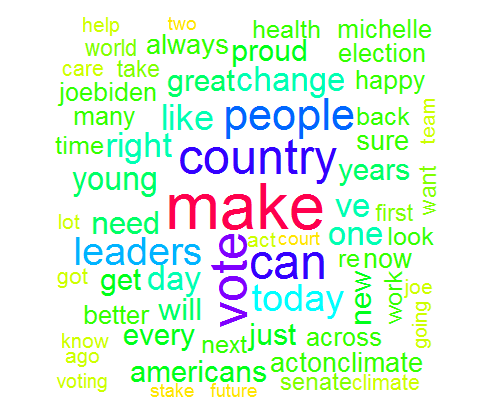 help two
health michelle
world always proud election
care take great change happy
joebiden
many like people back team
time right country sure
young make years want
lot need ve first
leaders vote act court one look
got get day can re now
today new work joe
better will going
know every next just across
ago americans actonclimate
voting senate climate
stake future